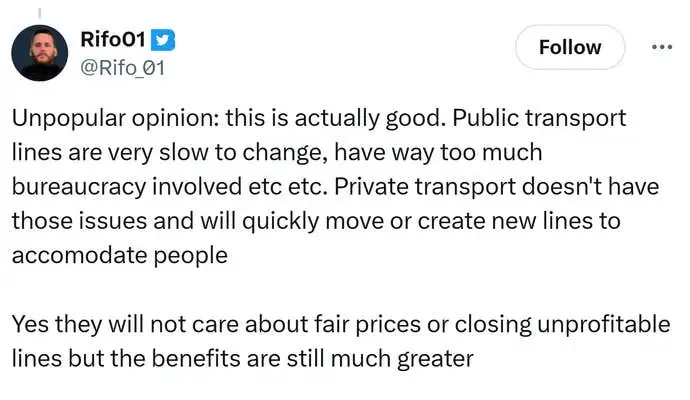 Rifo01
@Rifo_01
Follow
Unpopular opinion: this is actually good. Public transport
lines are very slow to change, have way too much
bureaucracy involved etc etc. Private transport doesn't have
those issues and will quickly move or create new lines to
accomodate people
Yes they will not care about fair prices or closing unprofitable
lines but the benefits are still much greater